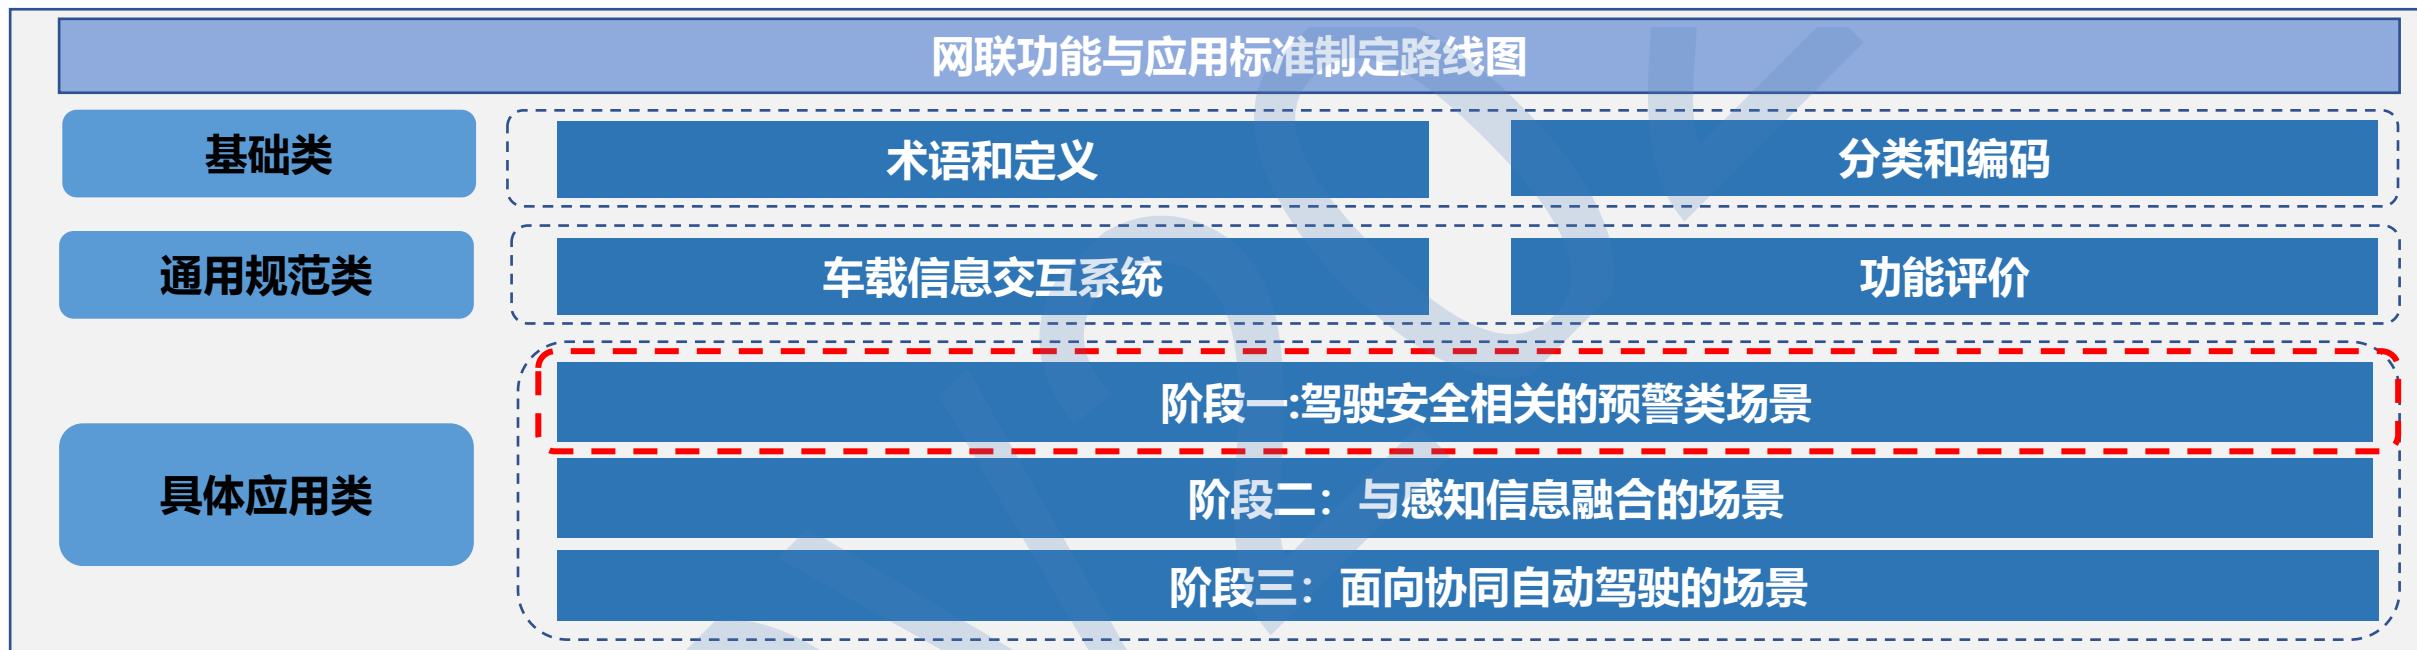 网联功能与应用标准制定路线图
基础类
术语和定义
分类和编码
通用规范类
车载信息交互系统
功能评价
具体应用类
阶段一:驾驶安全相关的预警类场景
阶段二：与感知信息融合的场景
阶段三：面向协同自动驾驶的场景